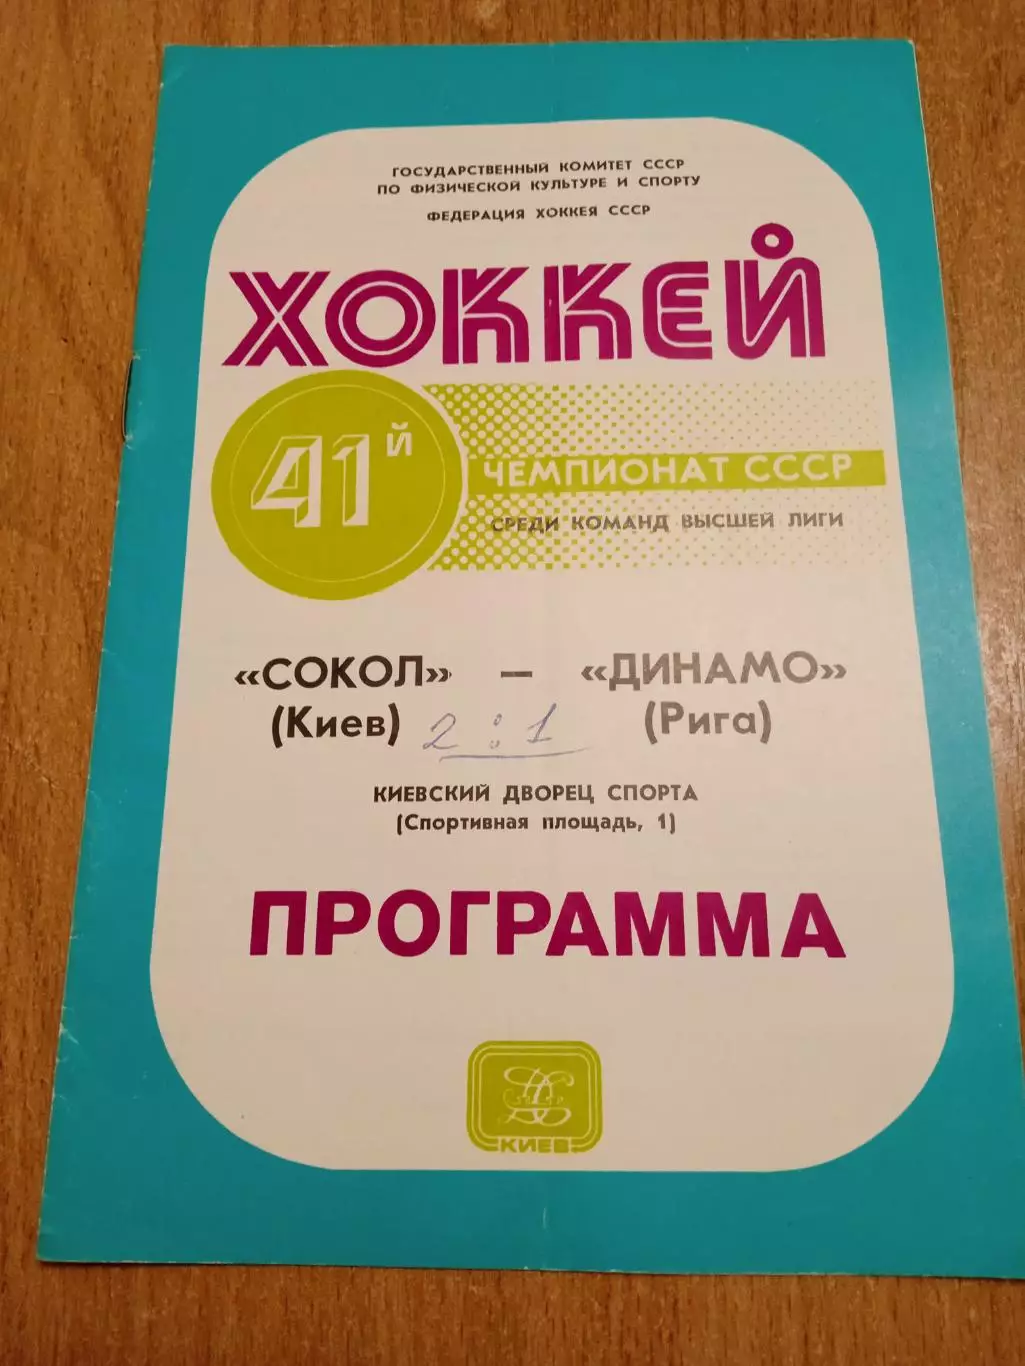 ГОСУДАРСТВЕННЫЙ КОМИТЕТ СССР
ПО ФИЗИЧЕСКОЙ КУЛЬТУРЕ И СПОРТУ
ФЕДЕРАЦИЯ ХОККЕЯ СССР
ХОККЕЙ
41й
ЧЕМПИОНАТ СССР
СРЕДИ КОМАНД ВЫСШЕЙ ЛИГИ
«СОКОЛ» — «ДИНАМО»
(Киев) 2:1 (Рига)
КИЕВСКИЙ ДВОРЕЦ СПОРТА
(Спортивная площадь, 1)
ПРОГРАММА
КИЕВ